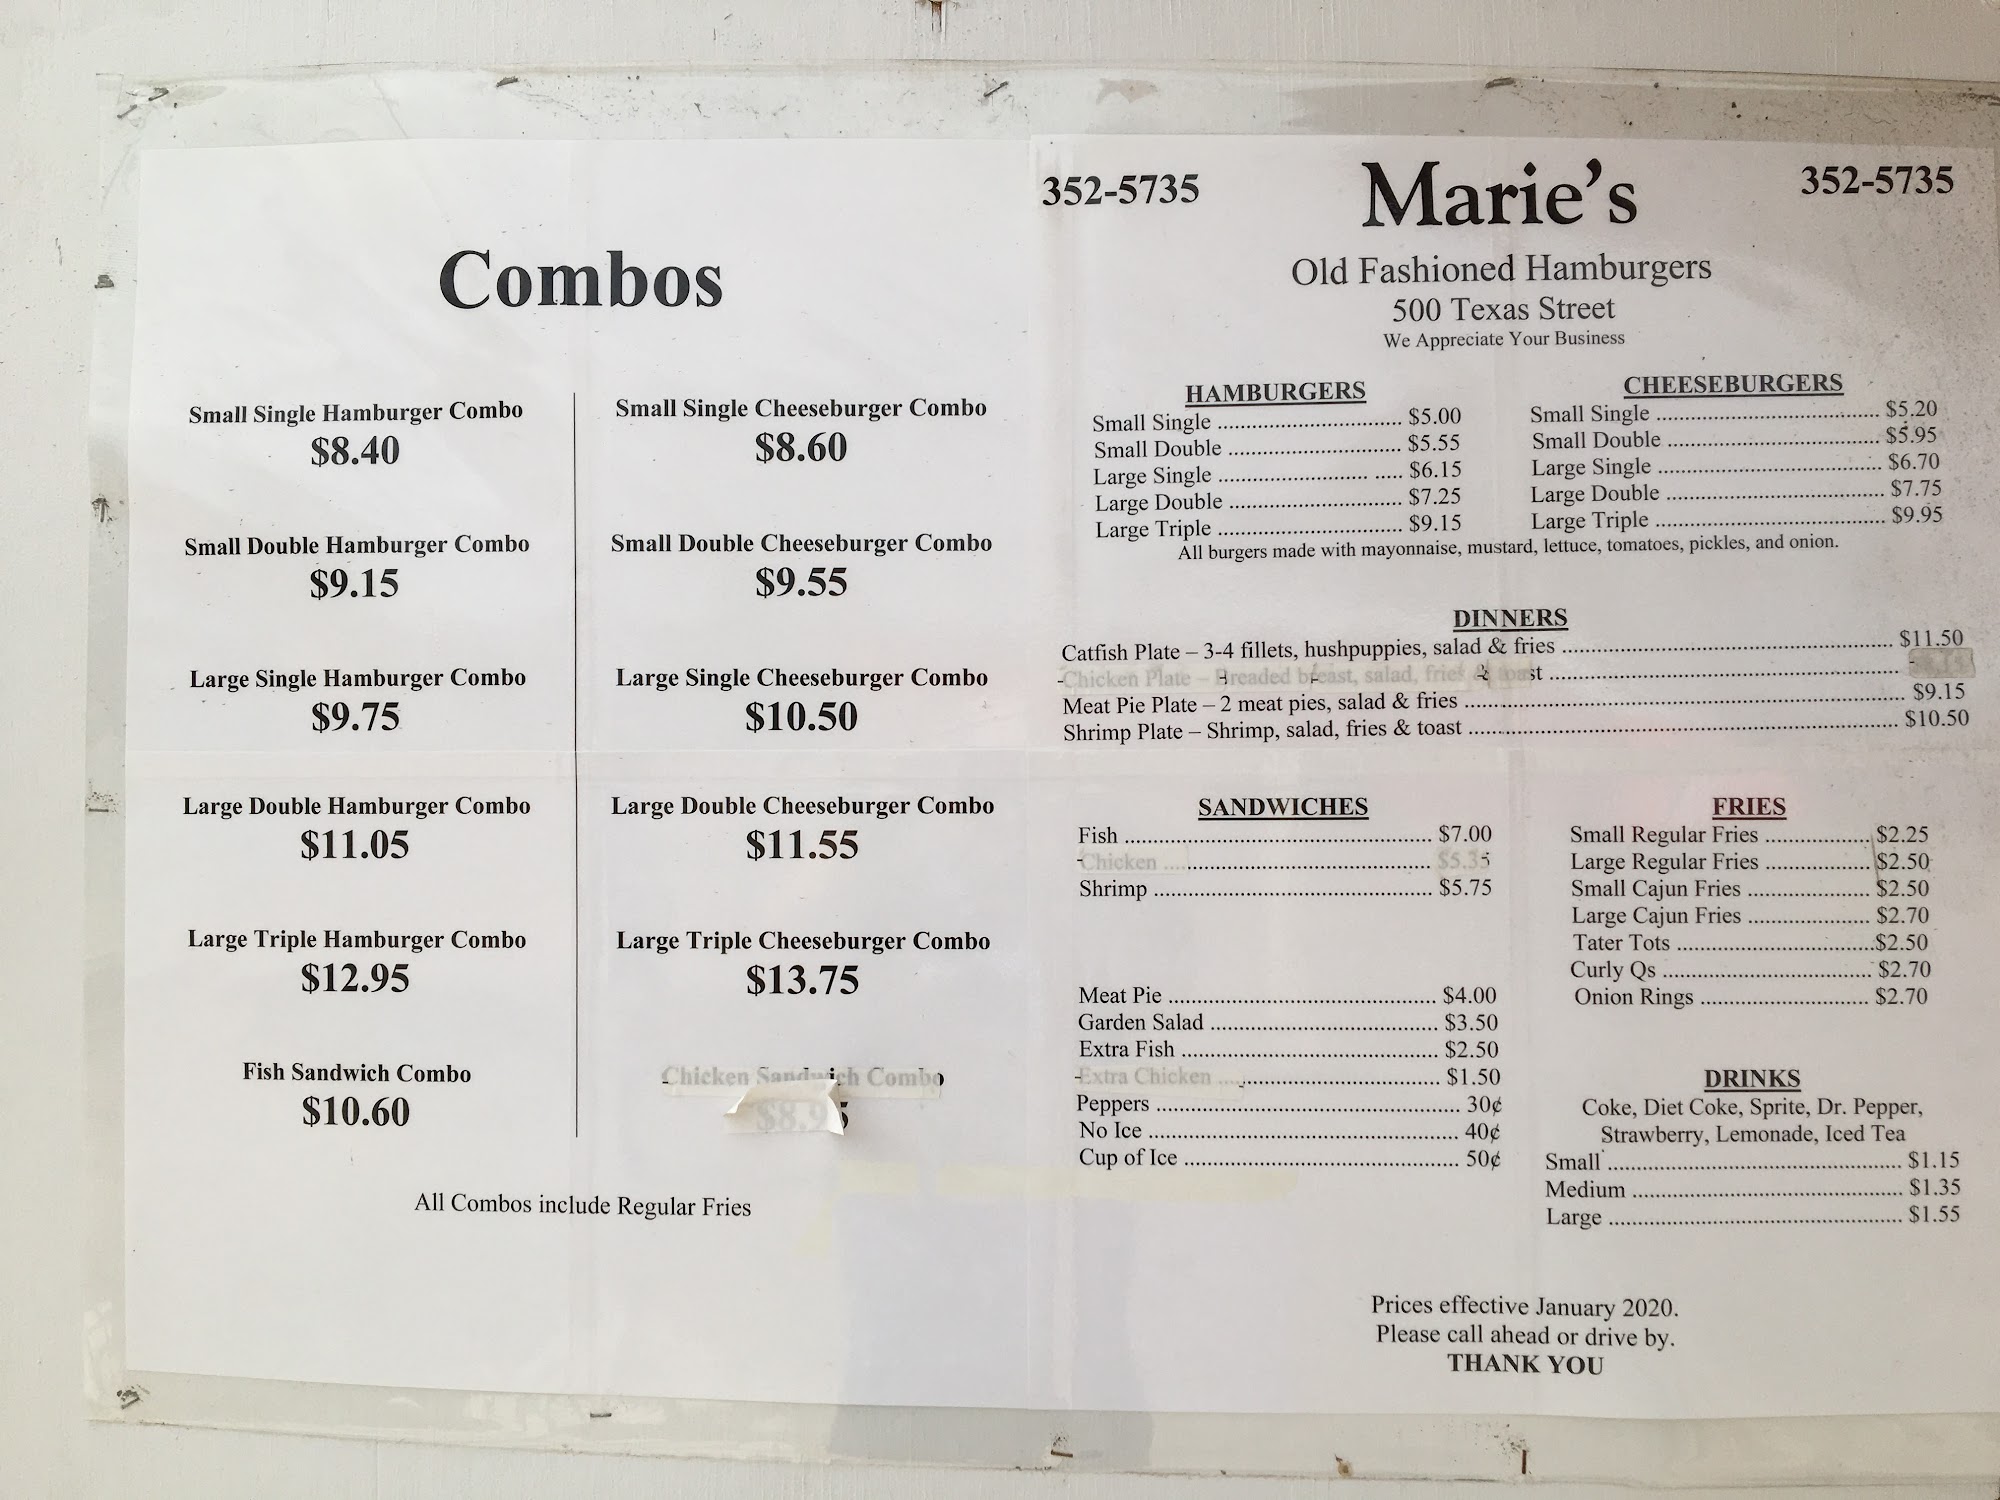 Combos
Small Single Hamburger Combo
$8.40
Small Double Hamburger Combo
$9.15
Large Single Hamburger Combo
$9.75
Large Double Hamburger Combo
$11.05
Large Triple Hamburger Combo
$12.95
Fish Sandwich Combo
$10.60
Small Single Cheeseburger Combo
$8.60
Small Double Cheeseburger Combo
$9.55
Large Single Cheeseburger Combo
$10.50
Large Double Cheeseburger Combo
$11.55
Large Triple Cheeseburger Combo
$13.75
Chicken Sandwich Combo
$8.95
All Combos include Regular Fries
352-5735
Marie's
352-5735
Old Fashioned Hamburgers
500 Texas Street
We Appreciate Your Business
HAMBURGERS
Small Single ............................... $5.00
Small Double ............................. $5.55
Large Single ......................... ..... $6.15
Large Double ............................. $7.25
Large Triple ............................... $9.15
CHEESEBURGERS
Small Single ...................................... $5.20
Small Double .................................... $5.95
Large Single ...................................... $6.70
Large Double ..................................... $7.75
Large Triple ....................................... $9.95
All burgers made with mayonnaise, mustard, lettuce, tomatoes, pickles, and onion.
DINNERS
Catfish Plate – 3-4 fillets, hushpuppies, salad & fries ........................................................ $11.50
Chicken Plate – Breaded breast, salad, fries & toast ..........................................................
Meat Pie Plate – 2 meat pies, salad & fries ......................................................................... $9.15
Shrimp Plate – Shrimp, salad, fries & toast ........................................................................ $10.50
SANDWICHES
Fish .................................................... $7.00
Chicken .............................................. $5.35
Shrimp ............................................... $5.75
Meat Pie ............................................. $4.00
Garden Salad ...................................... $3.50
Extra Fish ........................................... $2.50
Extra Chicken ..................................... $1.50
Peppers ................................................... 30¢
No Ice ..................................................... 40¢
Cup of Ice ............................................... 50¢
FRIES
Small Regular Fries .................. $2.25
Large Regular Fries .................. $2.50
Small Cajun Fries ..................... $2.50
Large Cajun Fries ..................... $2.70
Tater Tots ................................. $2.50
Curly Qs ................................... $2.70
Onion Rings ............................. $2.70
DRINKS
Coke, Diet Coke, Sprite, Dr. Pepper,
Strawberry, Lemonade, Iced Tea
Small .................................................. $1.15
Medium .............................................. $1.35
Large .................................................. $1.55
Prices effective January 2020.
Please call ahead or drive by.
THANK YOU